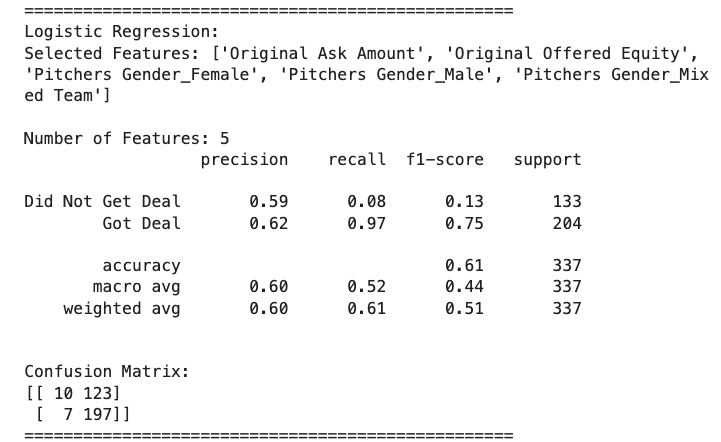 ==================================================
Logistic Regression:
Selected Features: ['Original Ask Amount', 'Original Offered Equity',
'Pitchers Gender_Female', 'Pitchers Gender_Male', 'Pitchers Gender_Mix
ed Team']
Number of Features: 5
precision recall f1-score support
Did Not Get Deal 0.59 0.08 0.13 133
Got Deal 0.62 0.97 0.75 204
accuracy 0.61 337
macro avg 0.60 0.52 0.44 337
weighted avg 0.60 0.61 0.51 337
Confusion Matrix:
[[ 10 123]
[ 7 197]]
==================================================